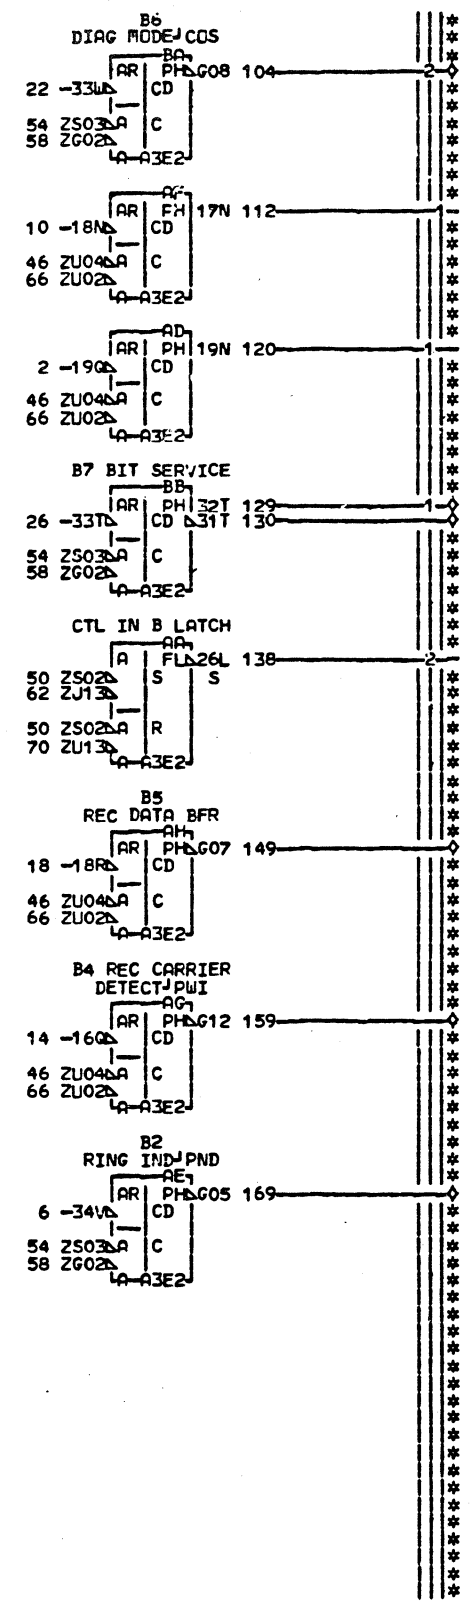 B6
DIAG MODE COS
BA
AR PH G08 104 2
22 -33W CD
54 ZS03 A C
58 ZG02
A A3E2
AF
AR FH 17N 112 1
10 -18N CD
46 ZU04 A C
66 ZU02
A A3E2
AD
AR PH 19N 120 1
2 -19Q CD
46 ZU04 A C
66 ZU02
A A3E2
B7 BIT SERVICE
BB
AR PH 32T 129 1
26 -33T CD 31T 130
54 ZS03 A C
58 ZG02
A A3E2
CTL IN B LATCH
AA
A FL 26L 138 2
50 ZS02 S S
62 ZJ13
50 ZS02 A R
70 ZU13
A A3E2
B5
REC DATA BFR
AH
AR PH G07 149
18 -18R CD
46 ZU04 A C
66 ZU02
A A3E2
B4 REC CARRIER
DETECT PWI
AG
AR PH G12 159
14 -16Q CD
46 ZU04 A C
66 ZU02
A A3E2
B2
RING IND PND
AE
AR PH G05 169
6 -34V CD
54 ZS03 A C
58 ZG02
A A3E2